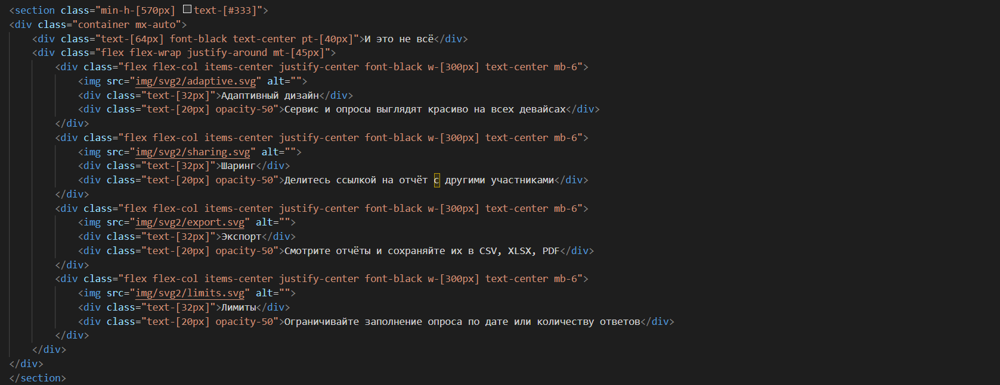 <section class="min-h-[570px] text-[#333]">
<div class="container mx-auto">
<div class="text-[64px] font-black text-center pt-[40px]">И это не всё</div>
<div class="flex flex-wrap justify-around mt-[45px]">
<div class="flex flex-col items-center justify-center font-black w-[300px] text-center mb-6">
<img src="img/svg2/adaptive.svg" alt="">
<div class="text-[32px]">Адаптивный дизайн</div>
<div class="text-[20px] opacity-50">Сервис и опросы выглядят красиво на всех девайсах</div>
</div>
<div class="flex flex-col items-center justify-center font-black w-[300px] text-center mb-6">
<img src="img/svg2/sharing.svg" alt="">
<div class="text-[32px]">Шаринг</div>
<div class="text-[20px] opacity-50">Делитесь ссылкой на отчёт с другими участниками</div>
</div>
<div class="flex flex-col items-center justify-center font-black w-[300px] text-center mb-6">
<img src="img/svg2/export.svg" alt="">
<div class="text-[32px]">Экспорт</div>
<div class="text-[20px] opacity-50">Смотрите отчёты и сохраняйте их в CSV, XLSX, PDF</div>
</div>
<div class="flex flex-col items-center justify-center font-black w-[300px] text-center mb-6">
<img src="img/svg2/limits.svg" alt="">
<div class="text-[32px]">Лимиты</div>
<div class="text-[20px] opacity-50">Ограничивайте заполнение опроса по дате или количеству ответов</div>
</div>
</div>
</div>
</section>